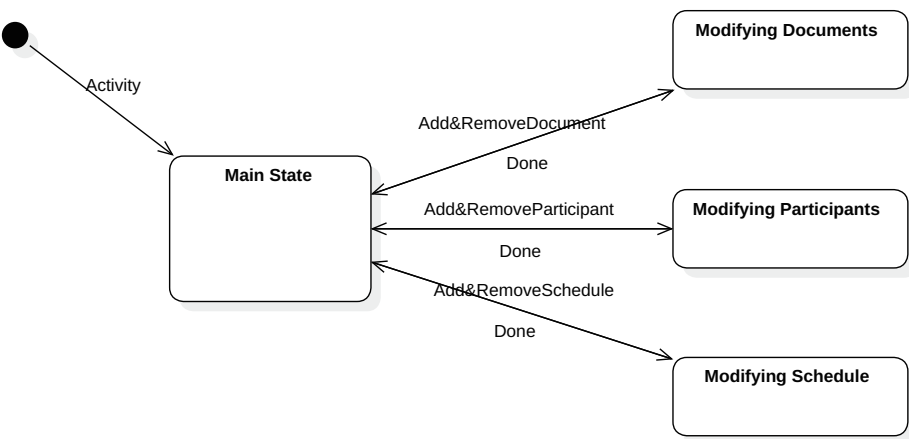 Modifying Documents
Activity
Add&RemoveDocument
Done
Main State
Add&RemoveParticipant
Modifying Participants
Done
Add&RemoveSchedule
Done
Modifying Schedule